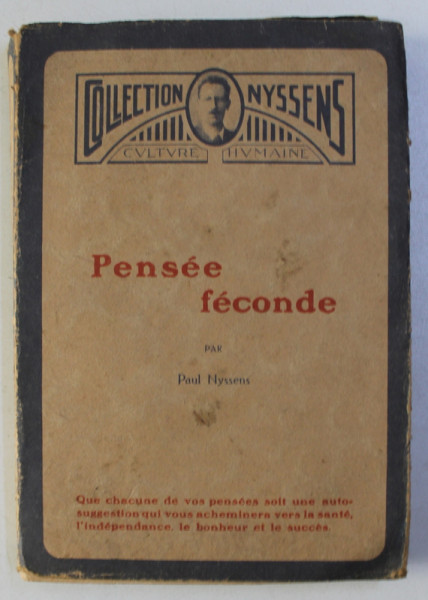 COLLECTION NYSSENS
CVLTVRE HVMAINE
Pensée
féconde
PAR
Paul Nyssens
Que chacune de vos pensées soit une auto-
suggestion qui vous acheminera vers la santé,
l'indépendance, le bonheur et le succès.